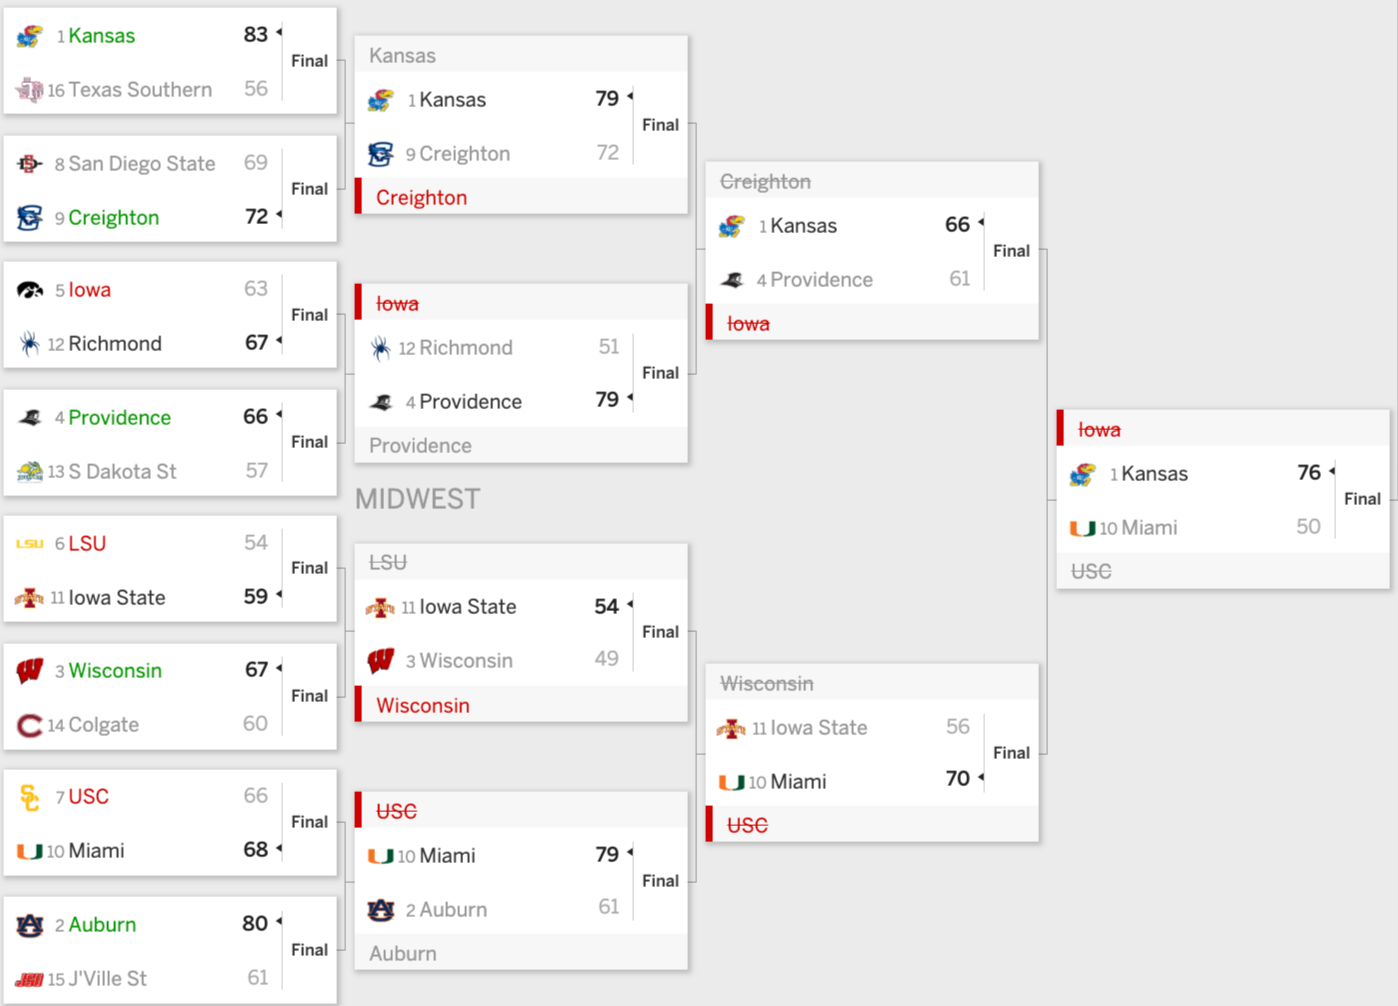 1 Kansas 83
Final
16 Texas Southern 56
8 San Diego State 69
Final
9 Creighton 72
5 Iowa 63
Final
12 Richmond 67
4 Providence 66
Final
13 S Dakota St 57
LSU 6 LSU 54
Final
11 Iowa State 59
3 Wisconsin 67
Final
14 Colgate 60
7 USC 66
Final
10 Miami 68
2 Auburn 80
Final
15 J'Ville St 61
Kansas
1 Kansas 79
Final
9 Creighton 72
Creighton
Iowa
12 Richmond 51
Final
4 Providence 79
Providence
MIDWEST
LSU
11 Iowa State 54
Final
3 Wisconsin 49
Wisconsin
USC
10 Miami 79
Final
2 Auburn 61
Auburn
Creighton
1 Kansas 66
Final
4 Providence 61
Iowa
Wisconsin
11 Iowa State 56
Final
10 Miami 70
USC
Iowa
1 Kansas 76
Final
10 Miami 50
USC